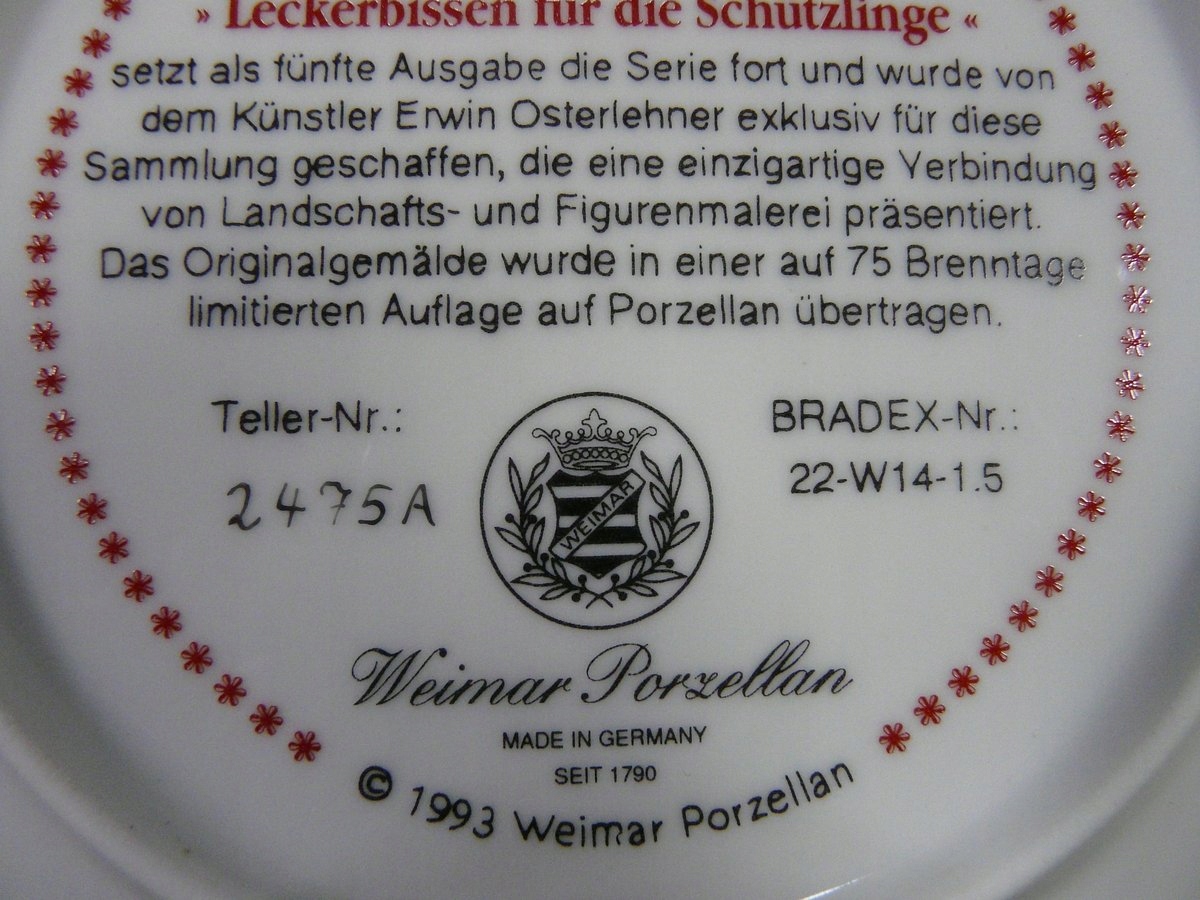 » Leckerbissen für die Schützlinge «
setzt als fünfte Ausgabe die Serie fort und wurde von
dem Künstler Erwin Osterlehner exklusiv für diese
Sammlung geschaffen, die eine einzigartige Verbindung
von Landschafts- und Figurenmalerei präsentiert.
Das Originalgemälde wurde in einer auf 75 Brenntage
limitierten Auflage auf Porzellan übertragen.
Teller-Nr.:
2475A
WEIMAR
BRADEX-Nr.:
22-W14-1.5
Weimar Porzellan
MADE IN GERMANY
SEIT 1790
© 1993 Weimar Porzellan